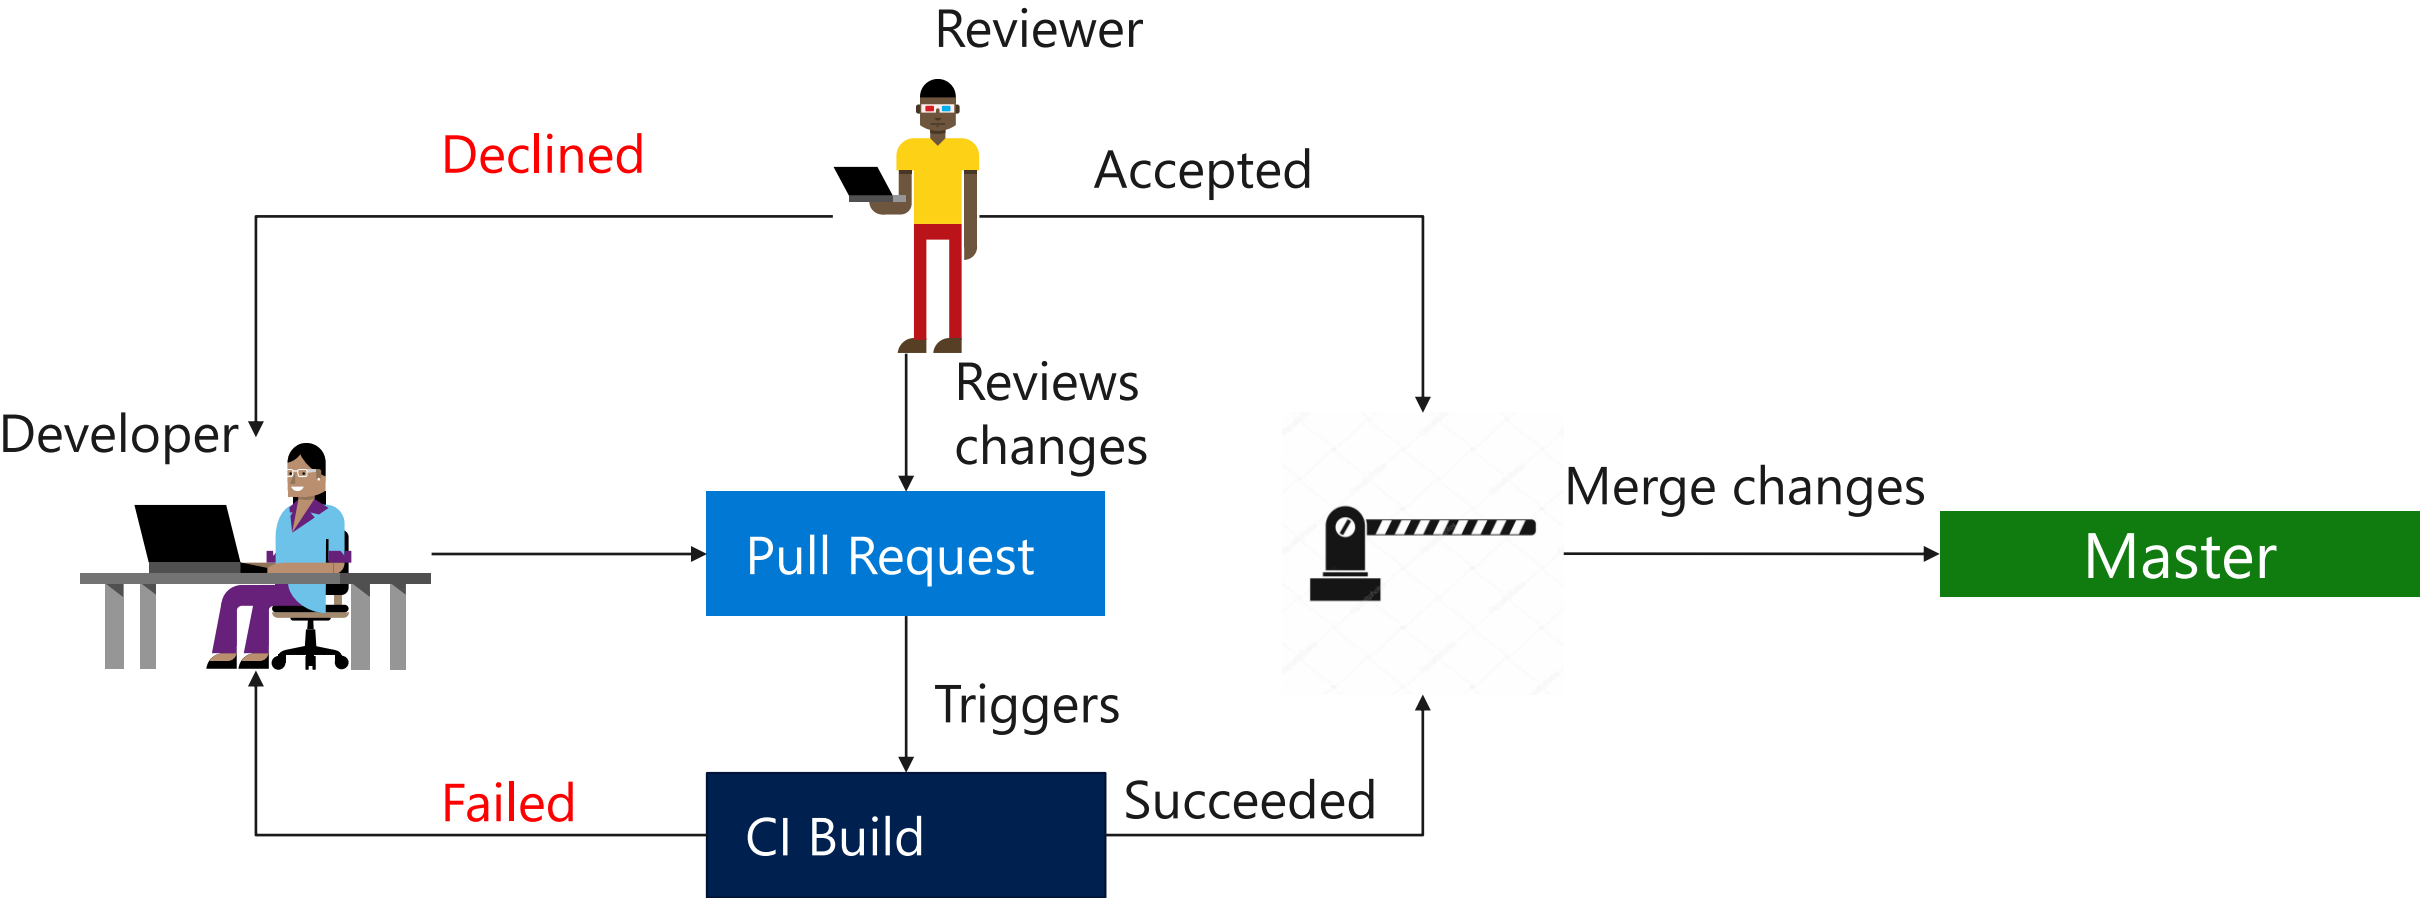 Reviewer
Declined
Accepted
Reviews
changes
Developer
Merge changes
Pull Request
Master
Triggers
Failed
Succeeded
CI Build